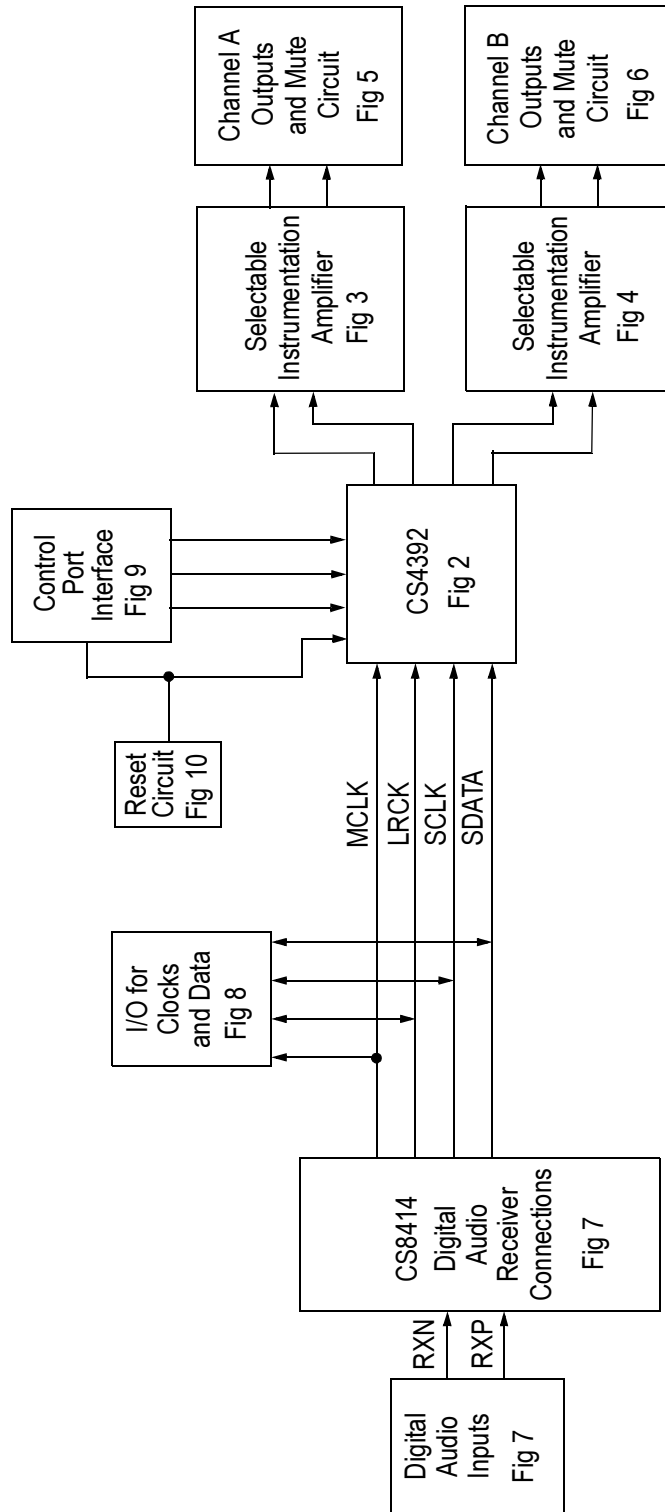 Digital
Audio
Inputs
Fig 7
RXN
RXP
CS8414
Digital
Audio
Receiver
Connections
Fig 7
I/O for
Clocks
and Data
Fig 8
MCLK
LRCK
SCLK
SDATA
Reset
Circuit
Fig 10
Control
Port
Interface
Fig 9
CS4392
Fig 2
Selectable
Instrumentation
Amplifier
Fig 3
Channel A
Outputs
and Mute
Circuit
Fig 5
Selectable
Instrumentation
Amplifier
Fig 4
Channel B
Outputs
and Mute
Circuit
Fig 6